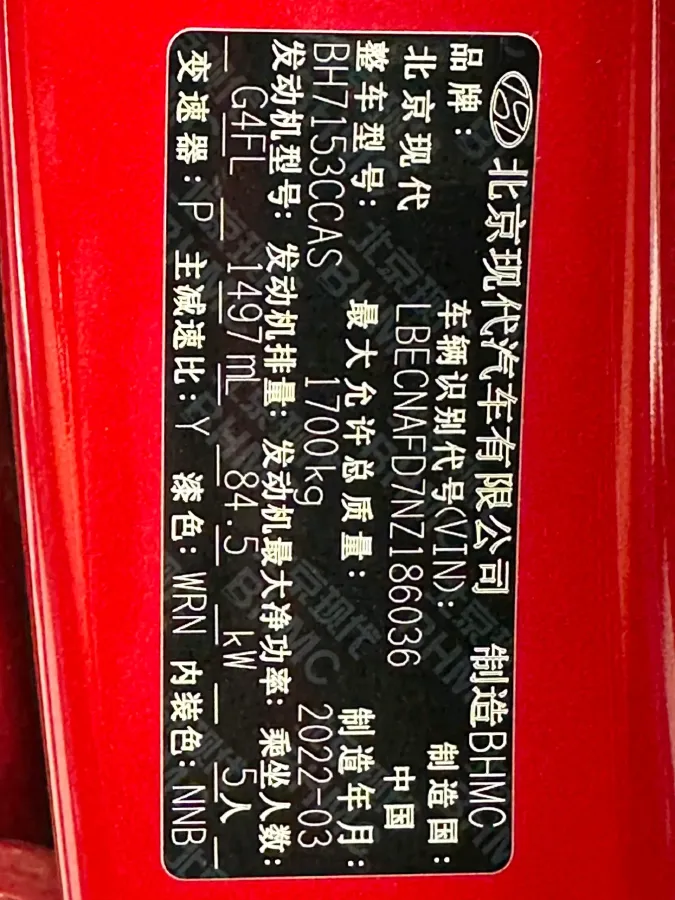 北京现代汽车有限公司 制造BHMC
品牌: 车辆识别代号(VIN): 制造国:
北京现代 LBECNAFD7NZ186036 中国
整车型号: 最大允许总质量: 制造年月:
BH7153CCAS 1700kg 2022-03
发动机型号: 发动机排量: 发动机最大净功率: 乘坐人数:
G4FL 1497mL 84.5 kW 5人
变速器: P 主减速比: Y 漆色: WRN 内装色: NNB